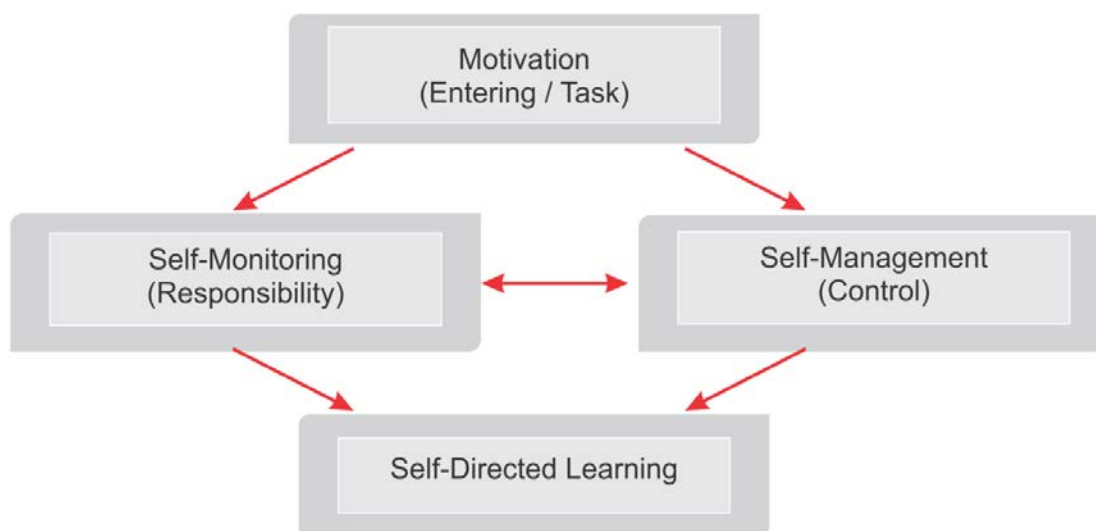 Motivation
(Entering / Task)
Self-Monitoring
(Responsibility)
Self-Management
(Control)
Self-Directed Learning